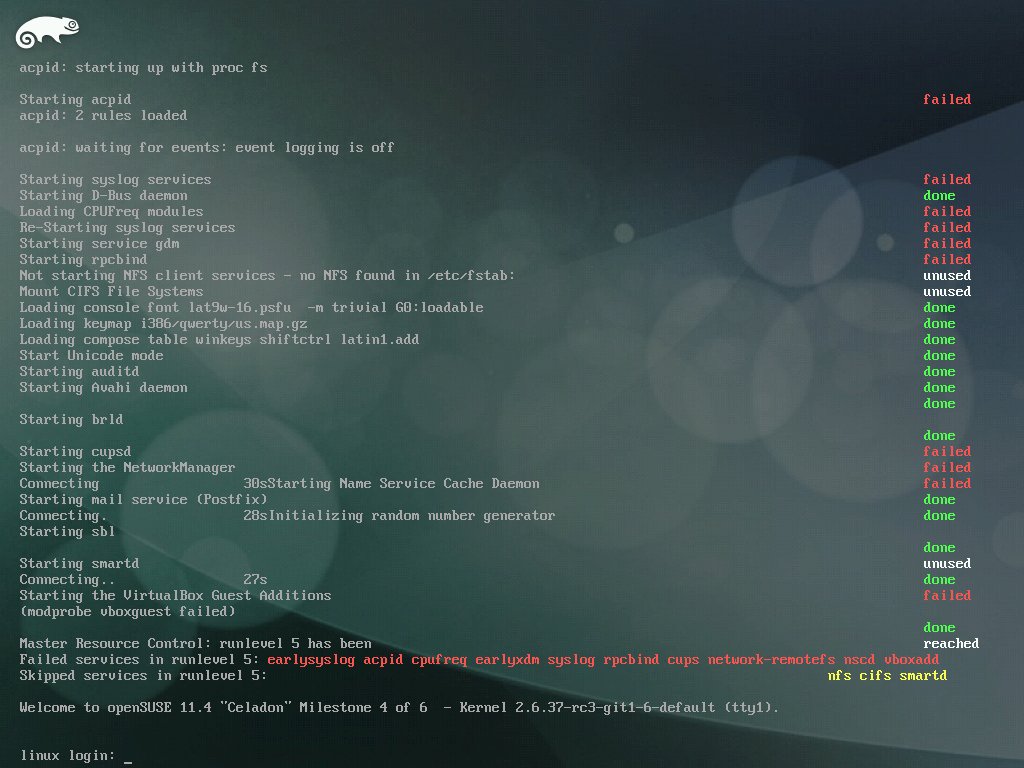 acpid: starting up with proc fs
Starting acpid failed
acpid: 2 rules loaded
acpid: waiting for events: event logging is off
Starting syslog services failed
Starting D-Bus daemon done
Loading CPUFreq modules failed
Re-Starting syslog services failed
Starting service gdm failed
Starting rpcbind failed
Not starting NFS client services - no NFS found in /etc/fstab: unused
Mount CIFS File Systems unused
Loading console font lat9w-16.psfu  -m trivial G0:loadable done
Loading keymap i386/qwerty/us.map.gz done
Loading compose table winkeys shiftctrl latin1.add done
Start Unicode mode done
Starting auditd done
Starting Avahi daemon done
done
Starting brld
done
Starting cupsd failed
Starting the NetworkManager failed
Connecting 30sStarting Name Service Cache Daemon failed
Starting mail service (Postfix) done
Connecting. 28sInitializing random number generator done
Starting sbl
done
Starting smartd unused
Connecting.. 27s done
Starting the VirtualBox Guest Additions failed
(modprobe vboxguest failed)
done
Master Resource Control: runlevel 5 has been reached
Failed services in runlevel 5: earlysyslog acpid cpufreq earlyxdm syslog rpcbind cups network-remotefs nscd vboxadd
Skipped services in runlevel 5: nfs cifs smartd
Welcome to openSUSE 11.4 "Celadon" Milestone 4 of 6  - Kernel 2.6.37-rc3-git1-6-default (tty1).
linux login: _